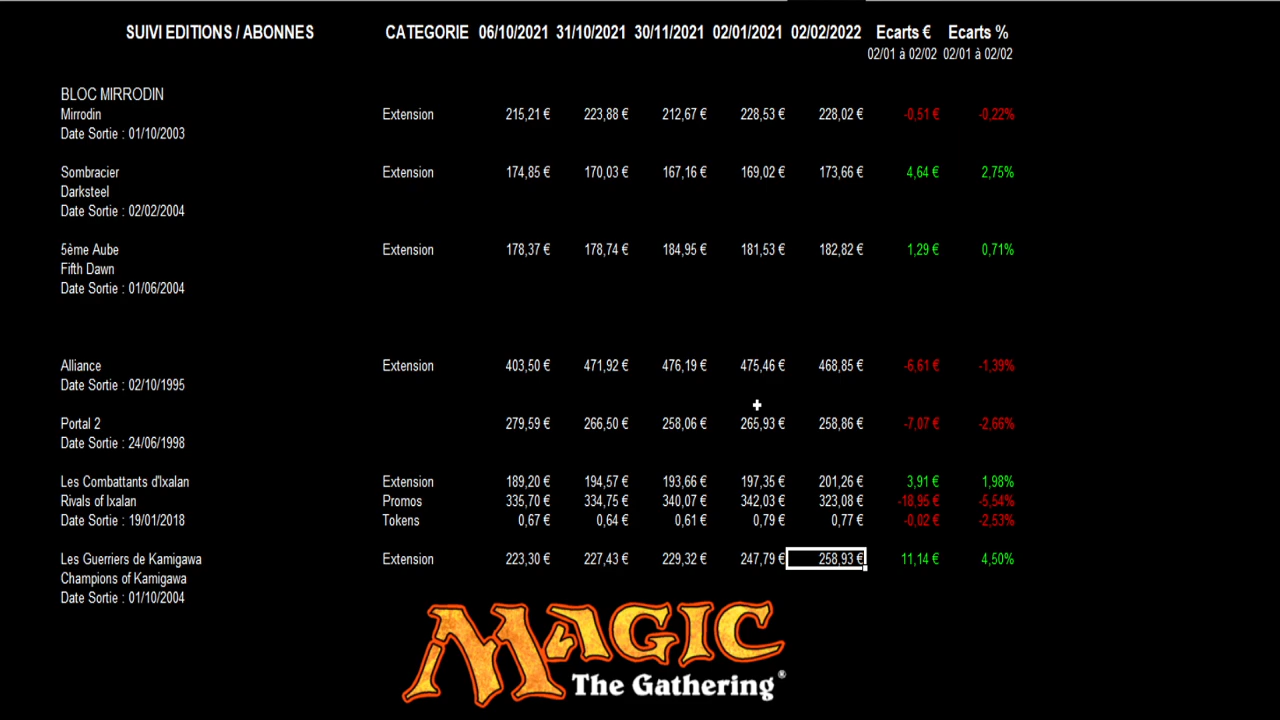 SUIVI EDITIONS / ABONNES CATEGORIE 06/10/2021 31/10/2021 30/11/2021 02/01/2021 02/02/2022 Ecarts € Ecarts %
02/01 à 02/02 02/01 à 02/02
BLOC MIRRODIN
Mirrodin Extension 215,21 € 223,88 € 212,67 € 228,53 € 228,02 € -0,51 € -0,22%
Date Sortie : 01/10/2003
Sombracier Extension 174,85 € 170,03 € 167,16 € 169,02 € 173,66 € 4,64 € 2,75%
Darksteel
Date Sortie : 02/02/2004
5ème Aube Extension 178,37 € 178,74 € 184,95 € 181,53 € 182,82 € 1,29 € 0,71%
Fifth Dawn
Date Sortie : 01/06/2004
Alliance Extension 403,50 € 471,92 € 476,19 € 475,46 € 468,85 € -6,61 € -1,39%
Date Sortie : 02/10/1995
Portal 2 279,59 € 266,50 € 258,06 € 265,93 € 258,86 € -7,07 € -2,66%
Date Sortie : 24/06/1998
Les Combattants d'Ixalan Extension 189,20 € 194,57 € 193,66 € 197,35 € 201,26 € 3,91 € 1,98%
Rivals of Ixalan Promos 335,70 € 334,75 € 340,07 € 342,03 € 323,08 € -18,95 € -5,54%
Date Sortie : 19/01/2018 Tokens 0,67 € 0,64 € 0,61 € 0,79 € 0,77 € -0,02 € -2,53%
Les Guerriers de Kamigawa Extension 223,30 € 227,43 € 229,32 € 247,79 € 258,93 € 11,14 € 4,50%
Champions of Kamigawa
Date Sortie : 01/10/2004
MAGIC
The Gathering®